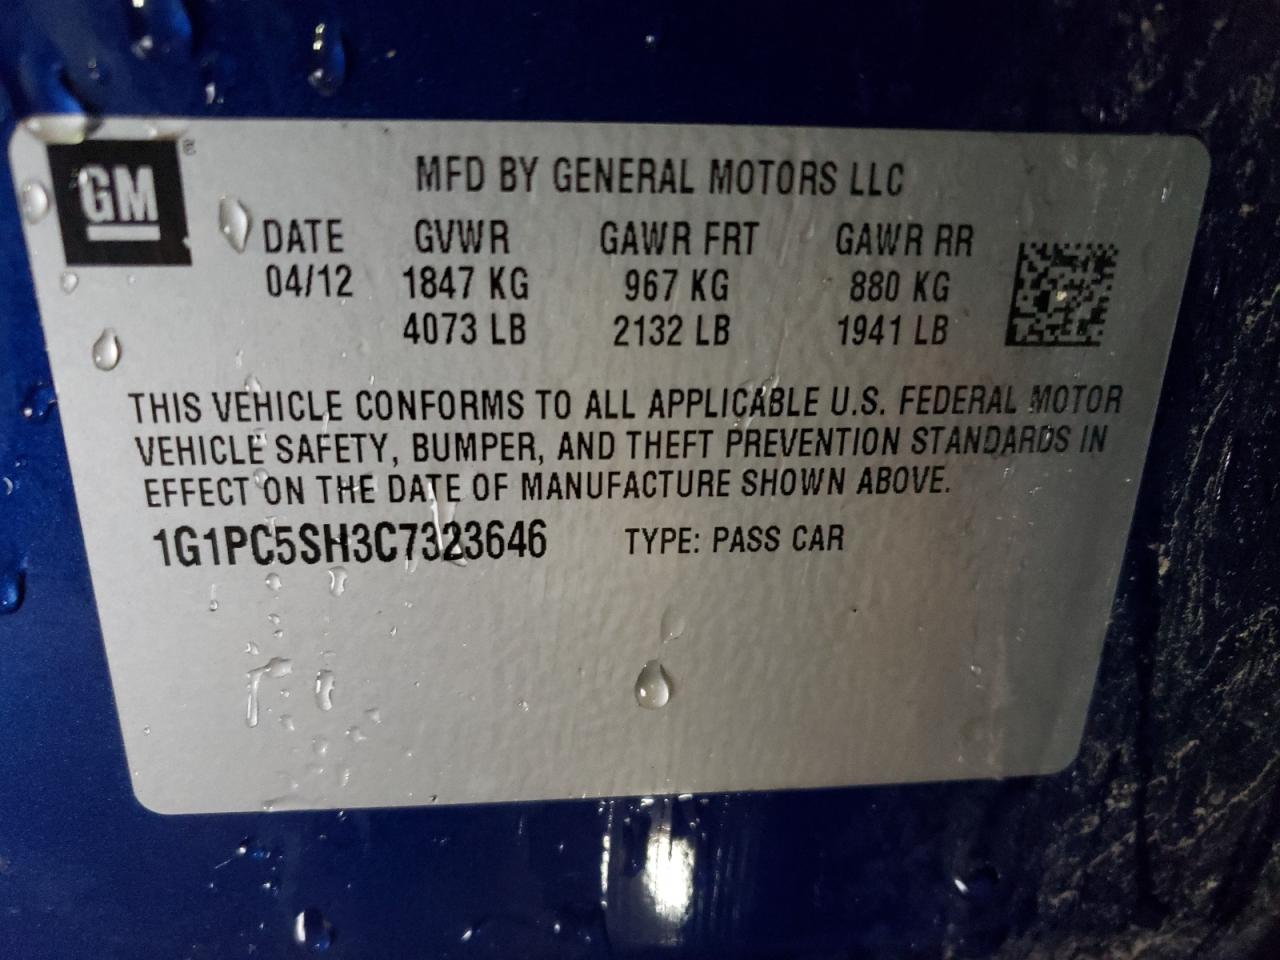 GM ®
MFD BY GENERAL MOTORS LLC
DATE GVWR GAWR FRT GAWR RR
04/12 1847 KG 967 KG 880 KG
4073 LB 2132 LB 1941 LB
THIS VEHICLE CONFORMS TO ALL APPLICABLE U.S. FEDERAL MOTOR
VEHICLE SAFETY, BUMPER, AND THEFT PREVENTION STANDARDS IN
EFFECT ON THE DATE OF MANUFACTURE SHOWN ABOVE.
1G1PC5SH3C7323646 TYPE: PASS CAR